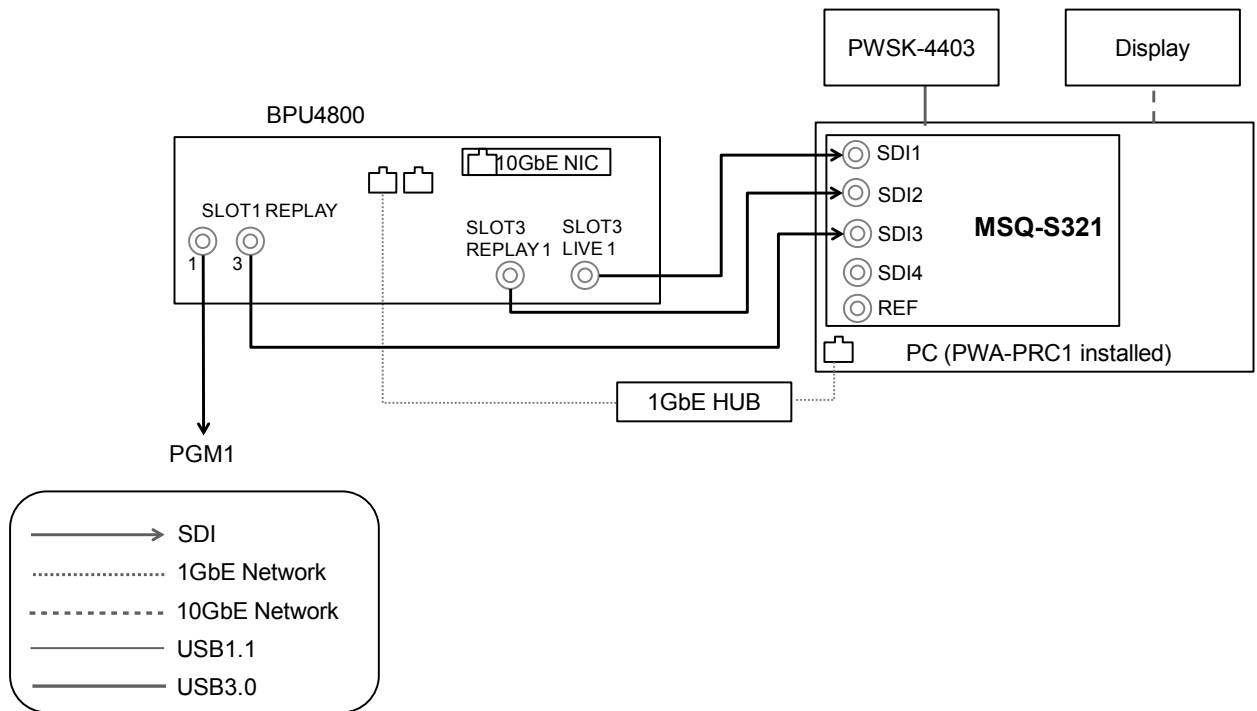 PWSK-4403
Display
BPU4800
10GbE NIC
SDI1
SLOT1 REPLAY
SLOT3
REPLAY 1
SLOT 3
LIVE 1
SDI2
SDI3
MSQ-S321
1
3
SDI4
REF
PC (PWA-PRC1 installed)
1GbE HUB
PGM1
SDI
1GbE Network
10GbE Network
USB1.1
USB3.0